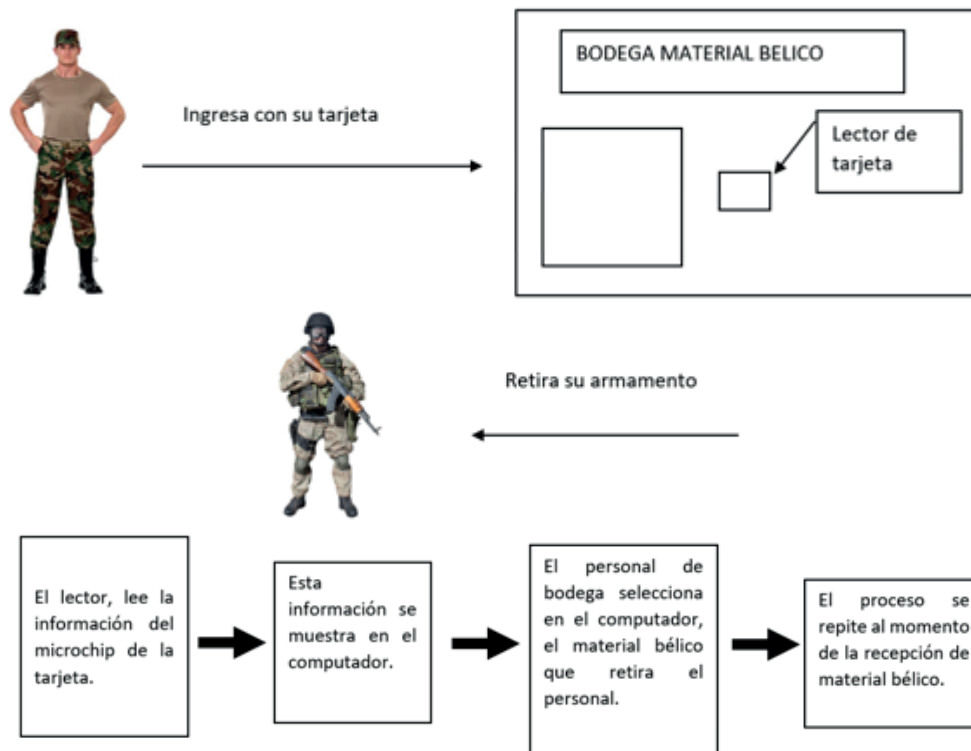 BODEGA MATERIAL BELICO
Ingresa con su tarjeta
Lector de
tarjeta
Retira su armamento
El lector, lee la
información del
microchip de la
tarjeta.
Esta
información se
muestra en el
computador.
El personal de
bodega selecciona
en el computador,
el material bélico
que retira el
personal.
El proceso se
repite al momento
de la recepción de
material bélico.